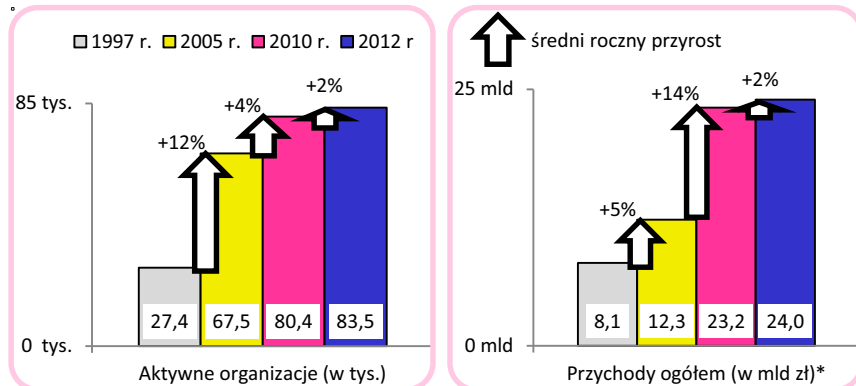 1997 r. 2005 r. 2010 r. 2012 r
85 tys.
+12%
+4%
+2%
27,4 67,5 80,4 83,5
0 tys.
Aktywne organizacje (w tys.)
średni roczny przyrost
25 mld
+5%
+14%
+2%
8,1 12,3 23,2 24,0
0 mld
Przychody ogółem (w mld zł)*